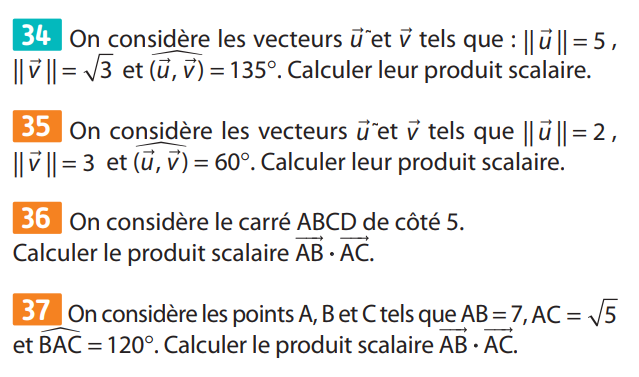 34 On considère les vecteurs u⃗ et v⃗ tels que : ||u⃗|| = 5,
||v⃗|| = √3 et (u⃗, v⃗) = 135°. Calculer leur produit scalaire.
35 On considère les vecteurs u⃗ et v⃗ tels que ||u⃗|| = 2,
||v⃗|| = 3 et (u⃗, v⃗) = 60°. Calculer leur produit scalaire.
36 On considère le carré ABCD de côté 5.
Calculer le produit scalaire AB · AC.
37 On considère les points A, B et C tels que AB = 7, AC = √5
et BAC = 120°. Calculer le produit scalaire AB · AC.